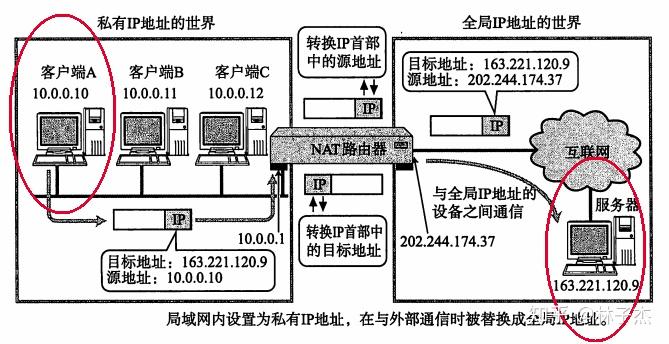 私有IP地址的世界
全局IP地址的世界
客户端A
10.0.0.10
客户端B
10.0.0.11
客户端C
10.0.0.12
转换IP首部
中的源地址
目标地址：163.221.120.9
源地址：202.244.174.37
IP
IP
NAT路由器
互联网
IP
IP
与全局IP地址的
设备之间通信
服务器
10.0.0.1
转换IP首部中
的目标地址
202.244.174.37
目标地址：163.221.120.9
源地址：10.0.0.10
163.221.120.9
局域网内设置为私有IP地址，在与外部通信时被替换成全局IP地址。
知乎 @林子杰